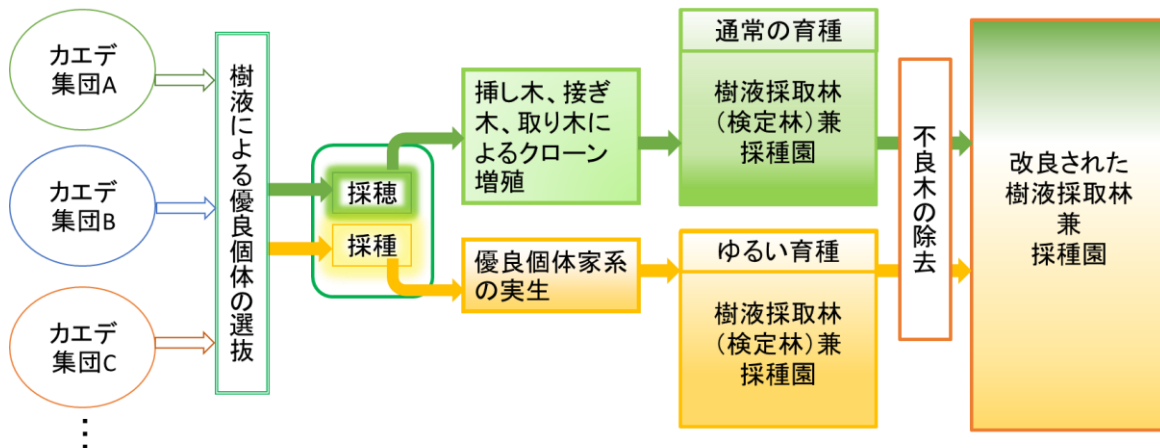 カエデ
集団A
カエデ
集団B
カエデ
集団C
⋮
樹液による優良個体の選抜
採穂
採種
挿し木、接ぎ
木、取り木に
よるクローン
増殖
優良個体家系
の実生
通常の育種
樹液採取林
（検定林）兼
採種園
ゆるい育種
樹液採取林
（検定林）兼
採種園
不良木の除去
改良された
樹液採取林
兼
採種園